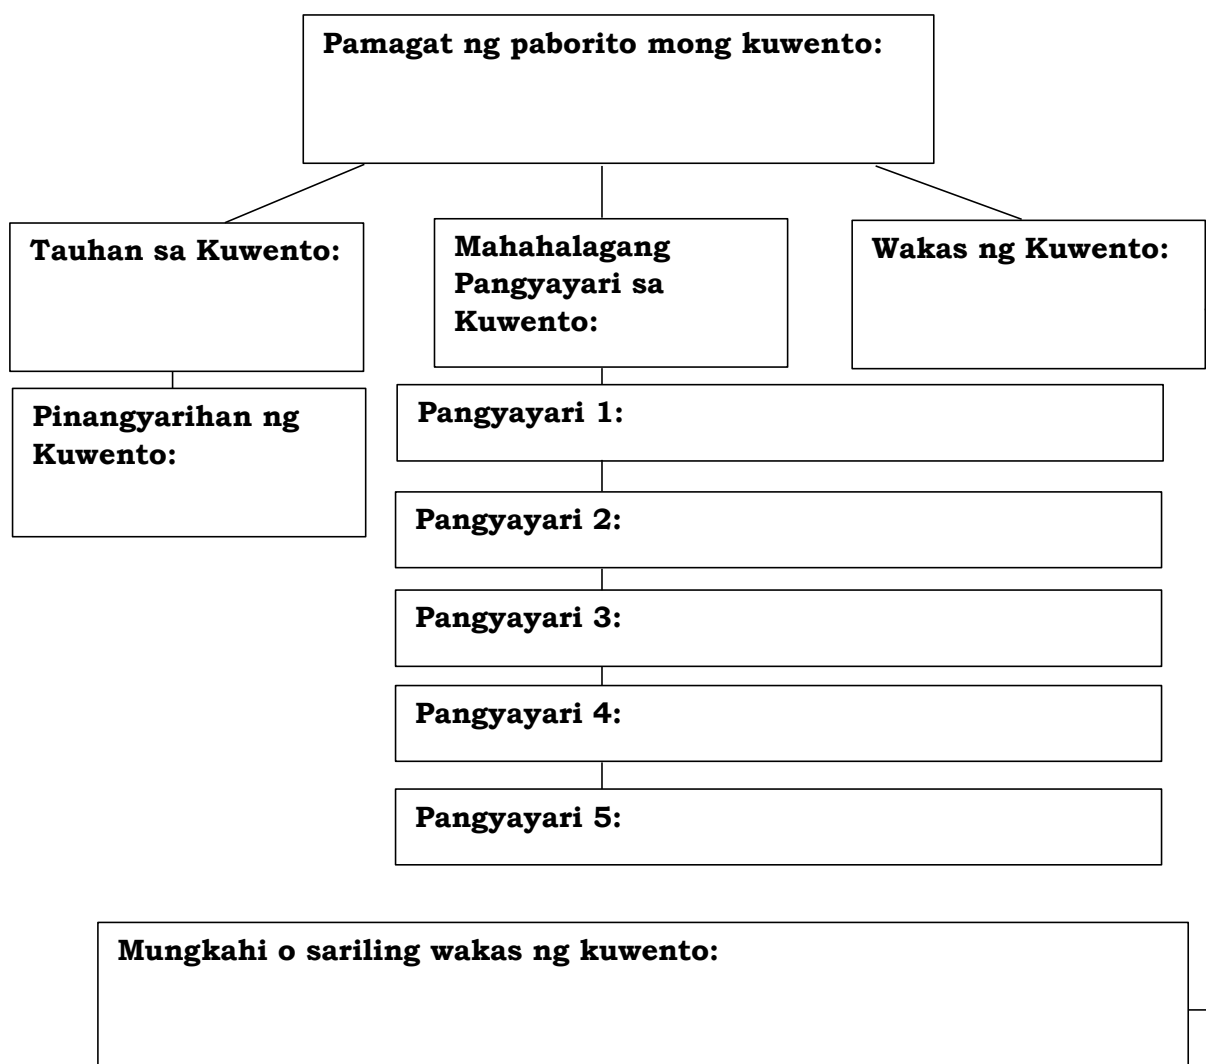 Pamagat ng paborito mong kuwento:
Tauhan sa Kuwento:
Mahahalagang
Pangyayari sa
Kuwento:
Wakas ng Kuwento:
Pinangyarihan ng
Kuwento:
Pangyayari 1:
Pangyayari 2:
Pangyayari 3:
Pangyayari 4:
Pangyayari 5:
Mungkahi o sariling wakas ng kuwento: